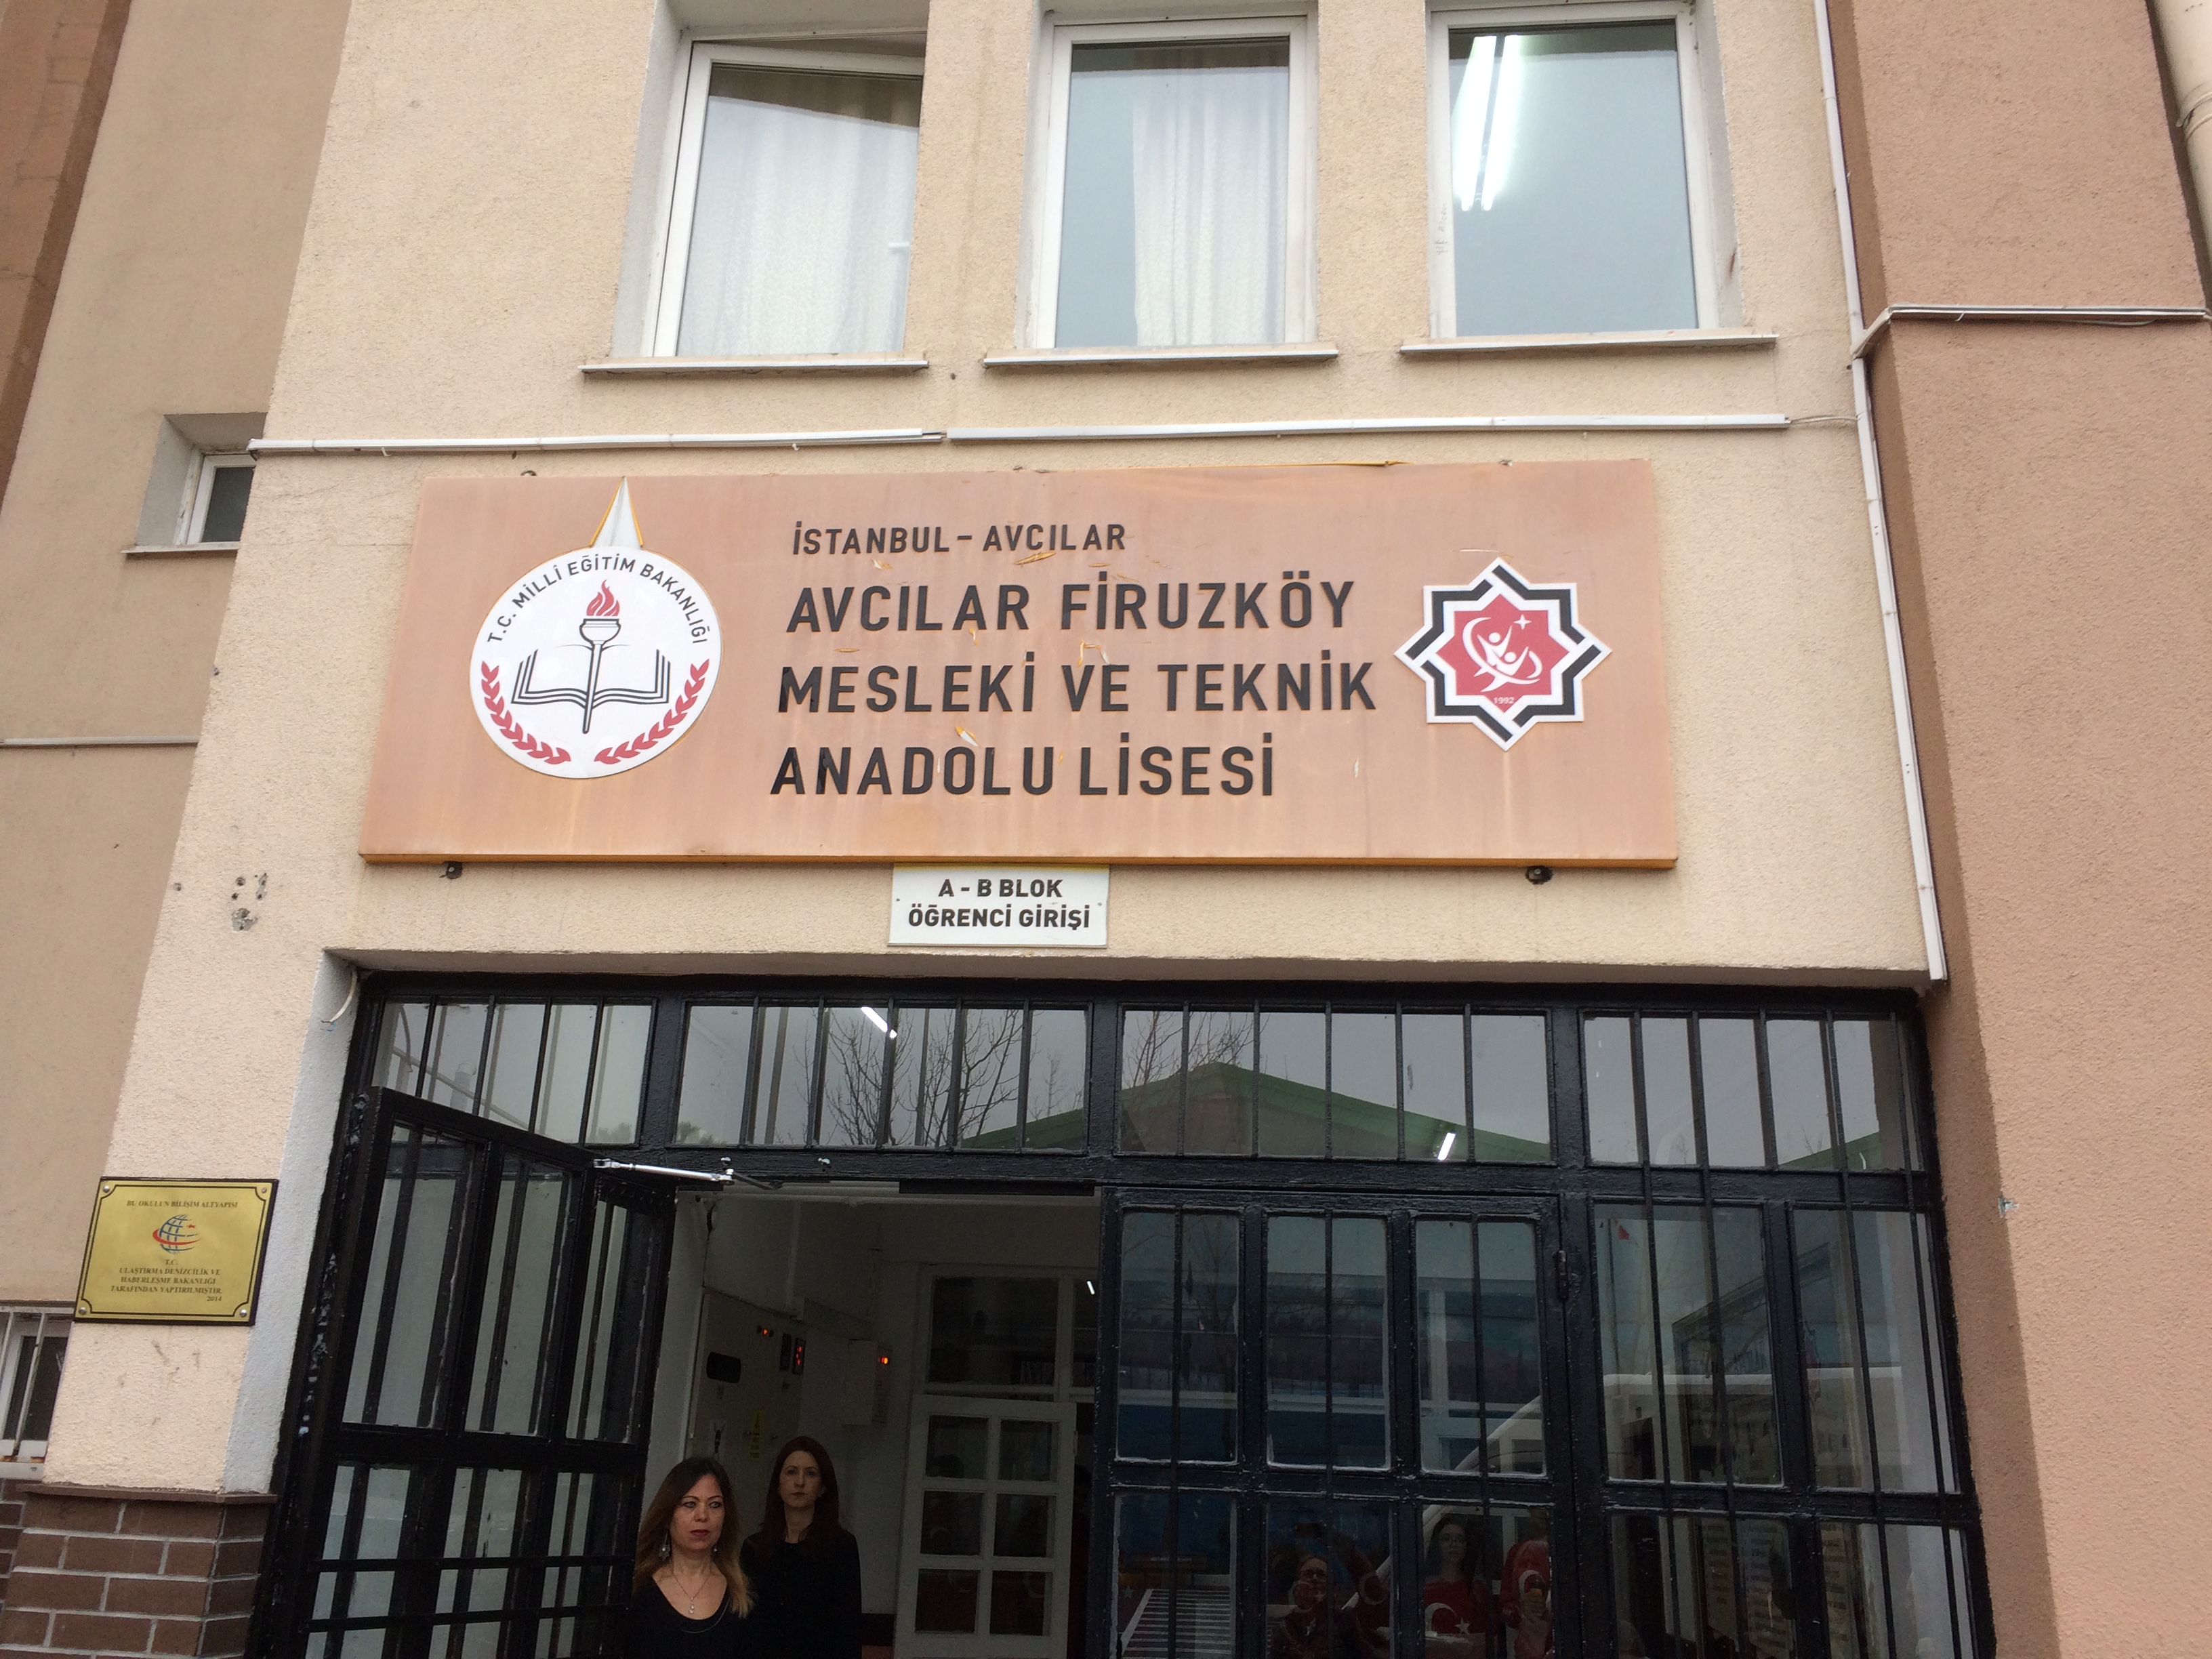 T.C. MİLLÎ EĞİTİM BAKANLIĞI
İSTANBUL - AVCILAR
AVCILAR FİRUZKÖY
MESLEKİ VE TEKNİK
ANADOLU LİSESİ
1992
A - B BLOK
ÖĞRENCİ GİRİŞİ
BU OKULUN BİLİŞİM ALTYAPISI
T.C.
ULAŞTIRMA DENİZCİLİK VE
HABERLEŞME BAKANLIĞI
TARAFINDAN YAPTIRILMIŞTIR.
2014